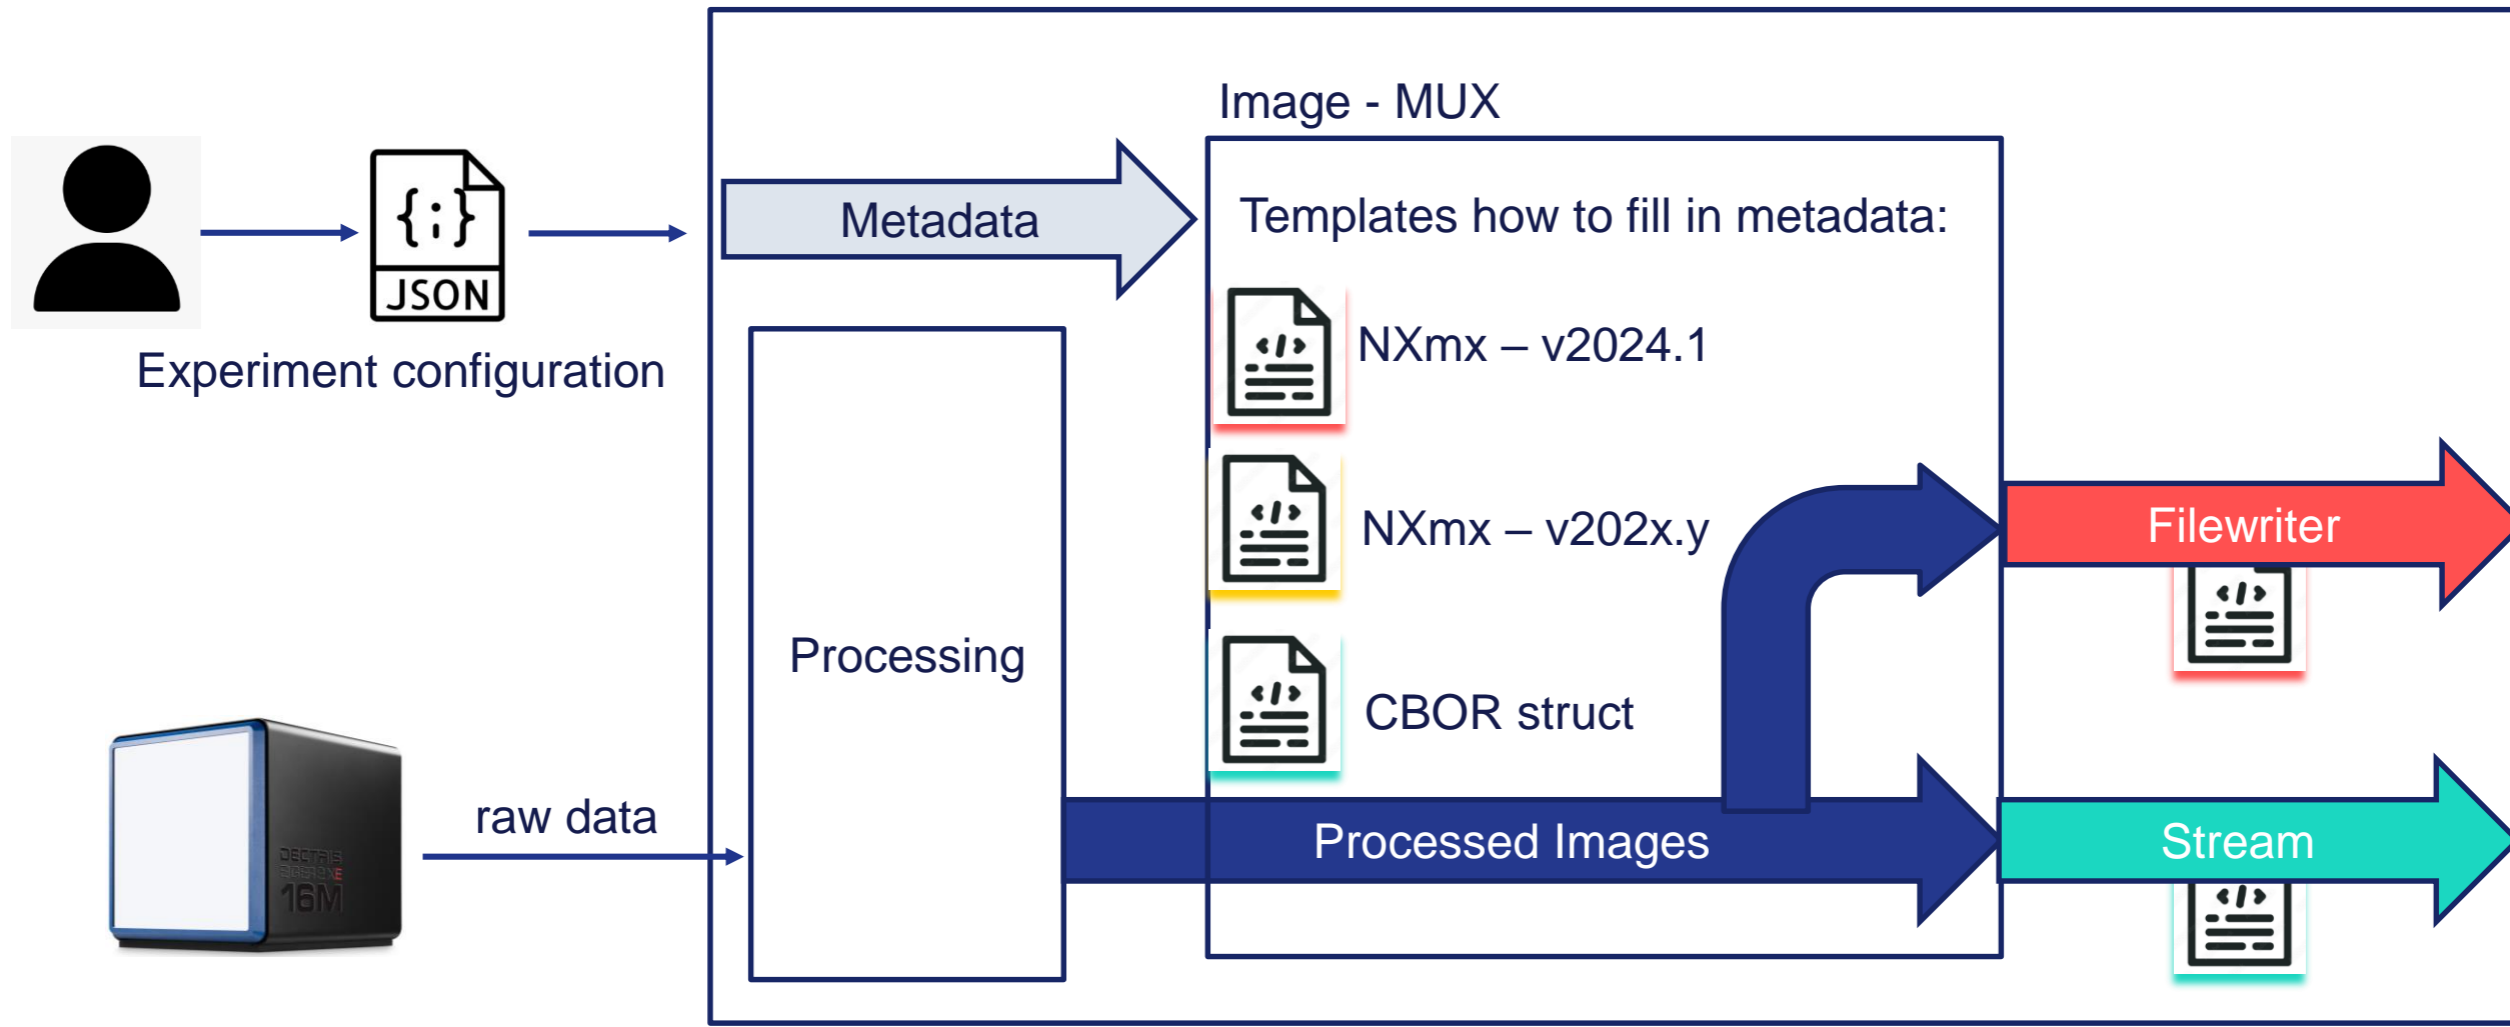 Image - MUX
{;}
JSON
Metadata
Templates how to fill in metadata:
Experiment configuration
</>
NXmx – v2024.1
</>
NXmx – v202x.y
Filewriter
</>
Processing
</>
CBOR struct
raw data
DECTRIS
16M
Processed Images
Stream
</>